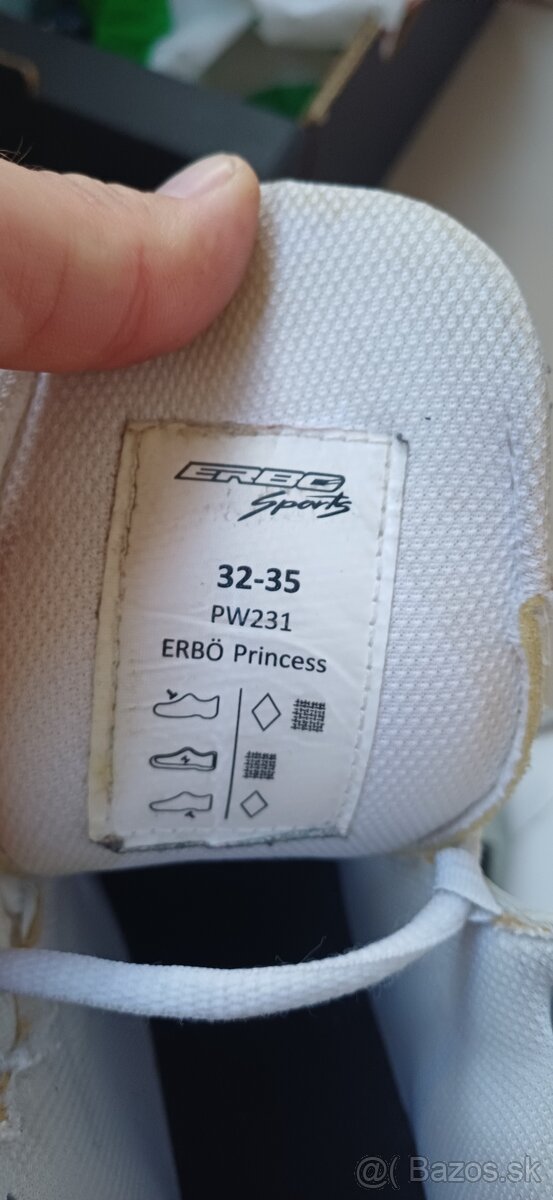 ERBO
Sports
32-35
PW231
ERBÖ Princess
@( Bazos.sk